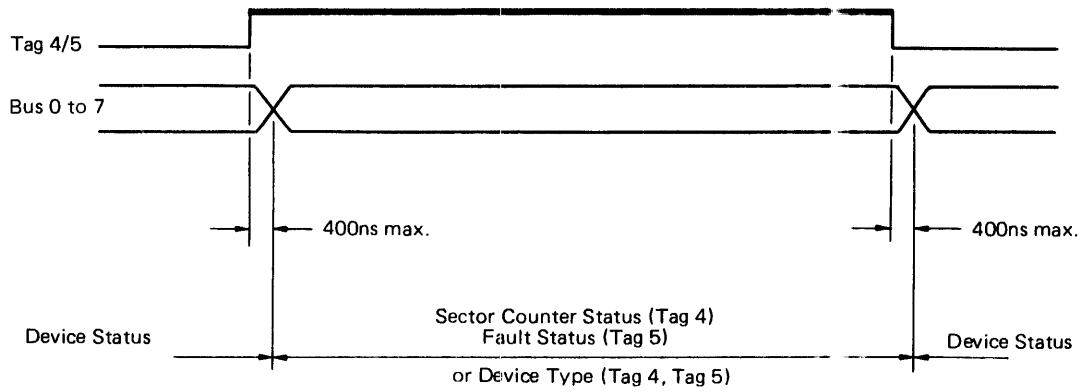 Tag 4/5
Bus 0 to 7
400ns max.
400ns max.
Device Status
Sector Counter Status (Tag 4)
Fault Status (Tag 5)
or Device Type (Tag 4, Tag 5)
Device Status